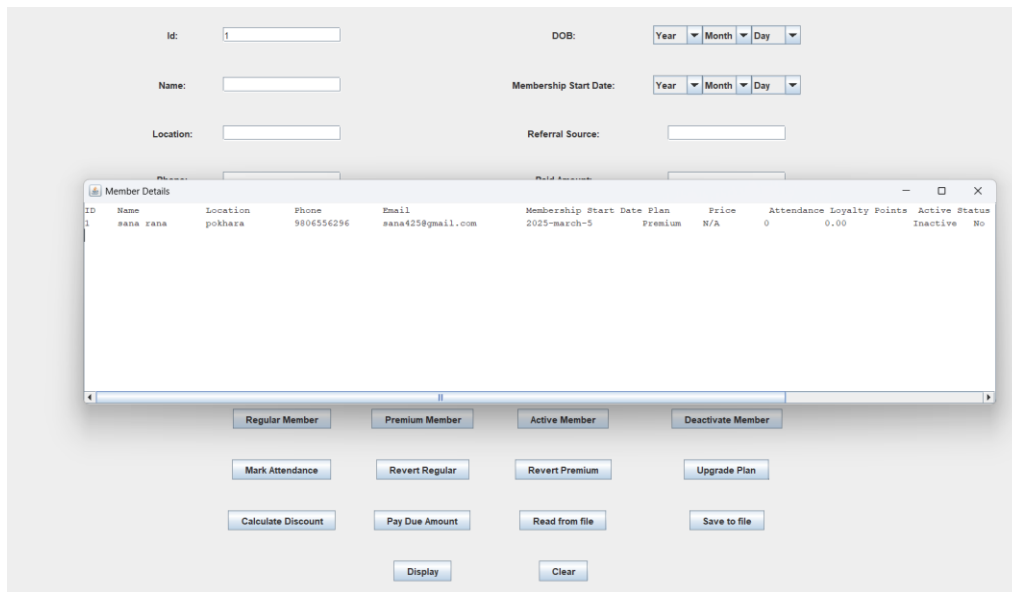 Id: 1 DOB: Year Month Day
Name: Membership Start Date: Year Month Day
Location: Referral Source:
Phone: Paid Amount:
Member Details
ID Name Location Phone Email Membership Start Date Plan Price Attendance Loyalty Points Active Status
1 sana rana pokhara 9806556296 sana425@gmail.com 2025-march-5 Premium N/A 0 0.00 Inactive No
Regular Member Premium Member Active Member Deactivate Member
Mark Attendance Revert Regular Revert Premium Upgrade Plan
Calculate Discount Pay Due Amount Read from file Save to file
Display Clear